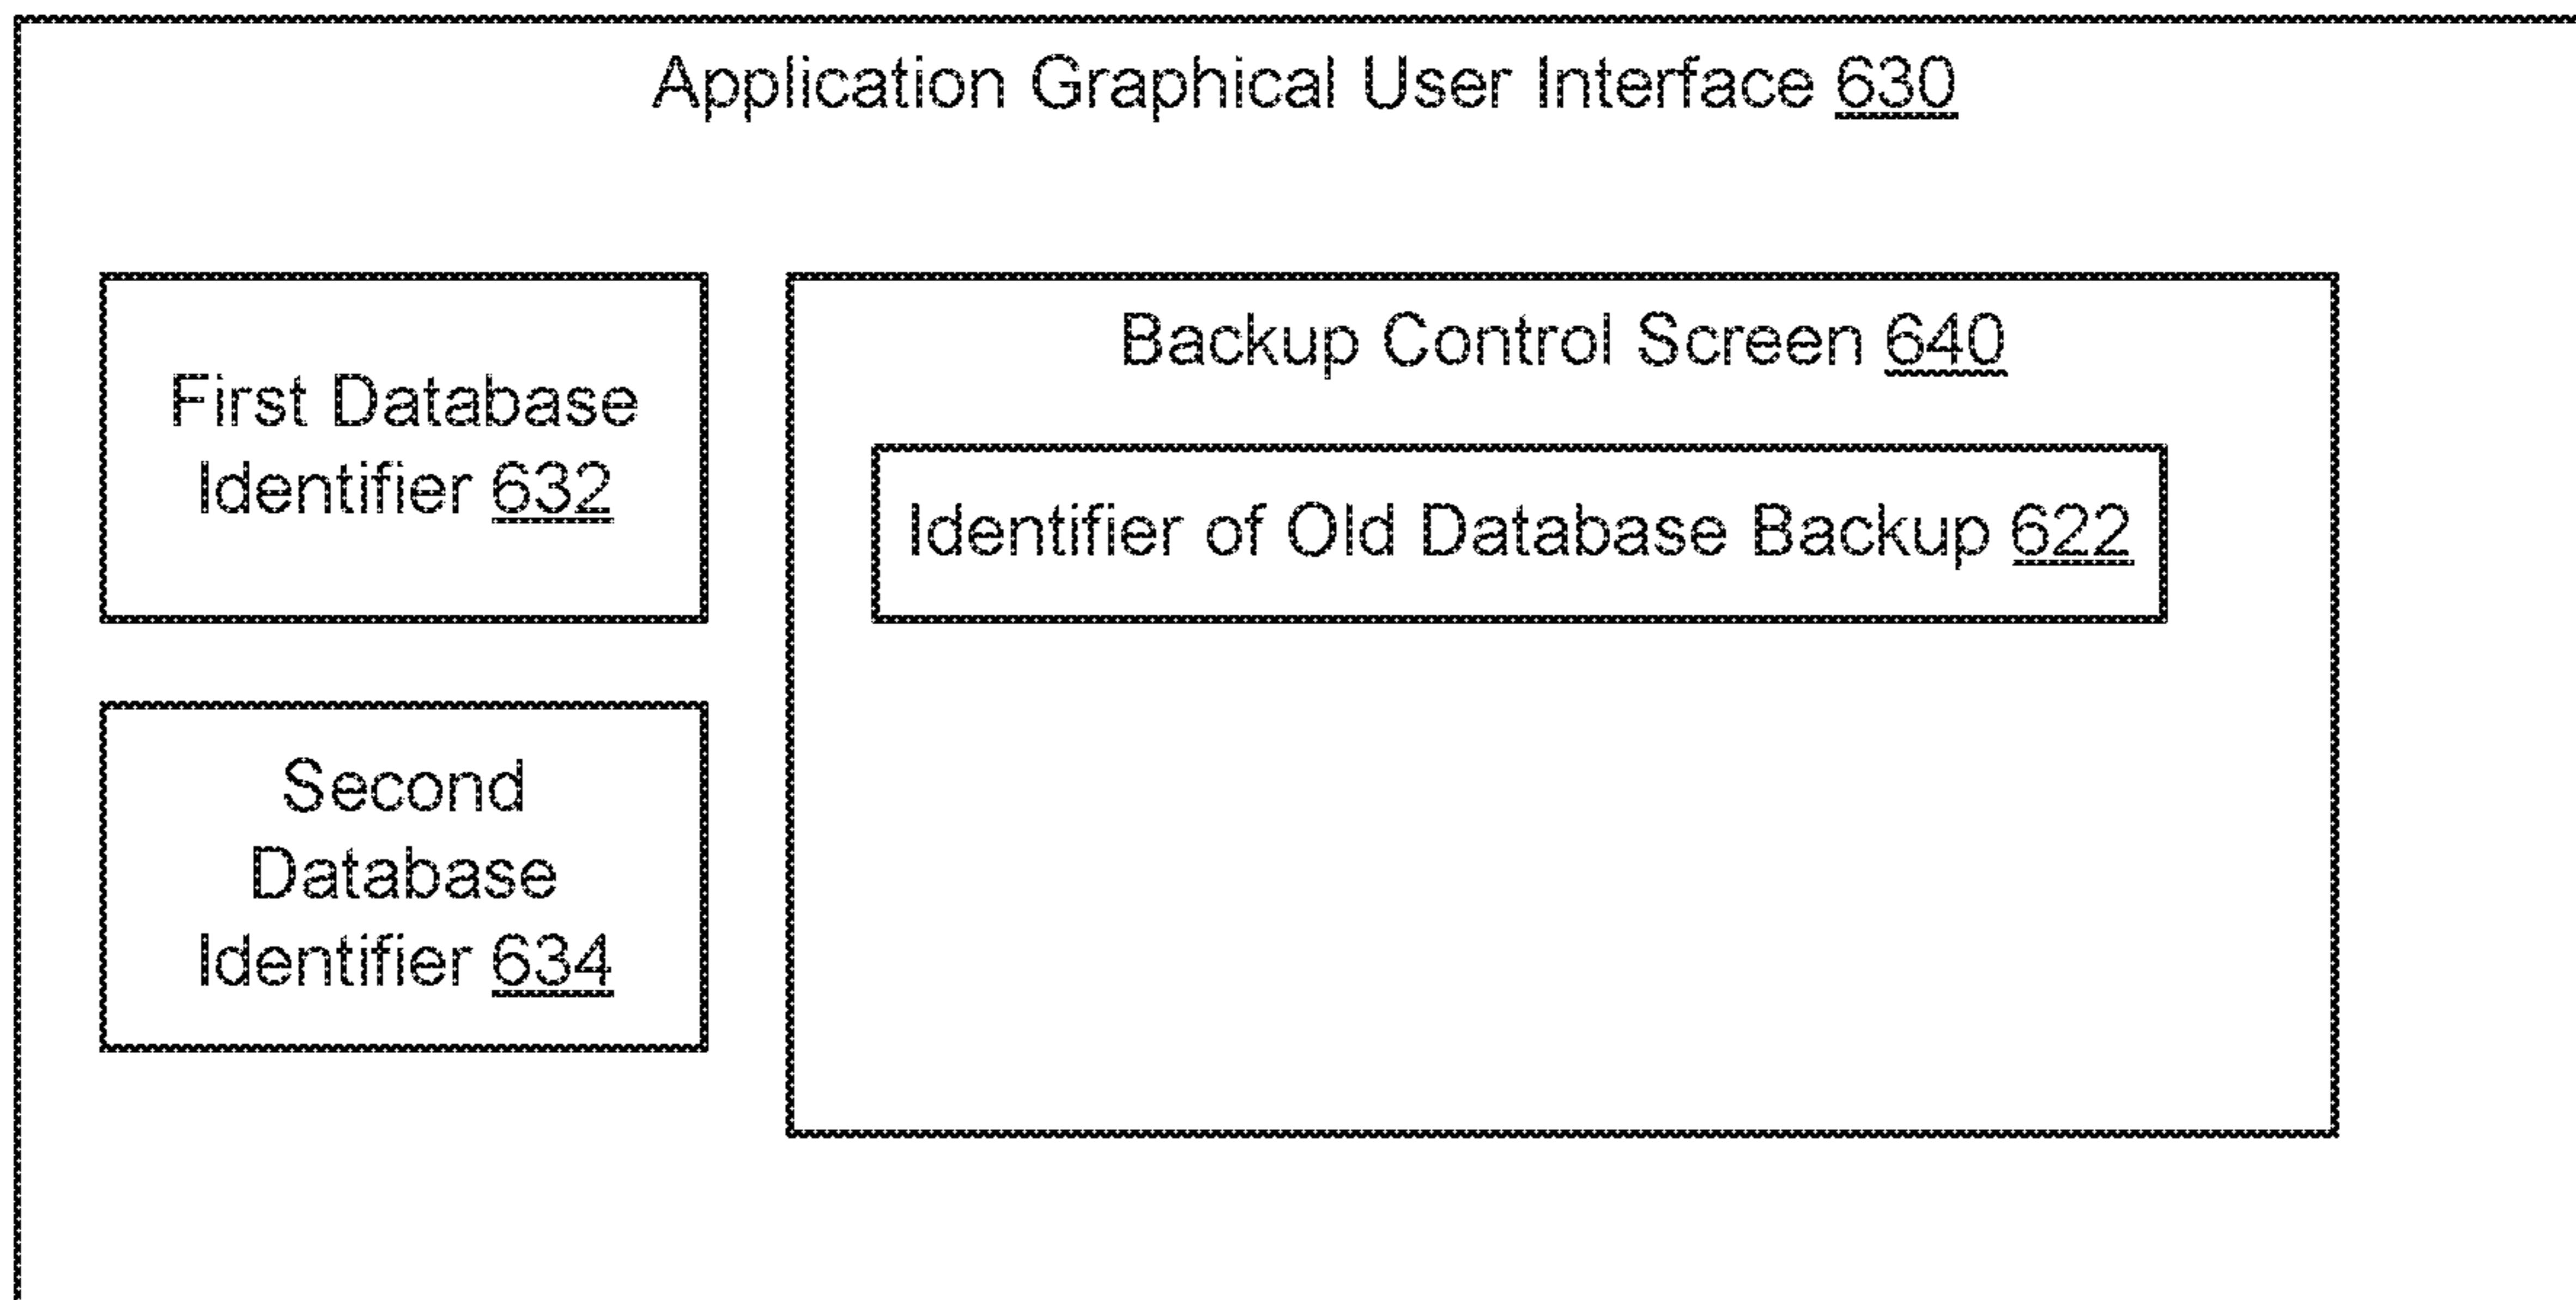 Application Graphical User Interface 630
First Database
Identifier 632
Backup Control Screen 640
Identifier of Old Database Backup 622
Second
Database
Identifier 634